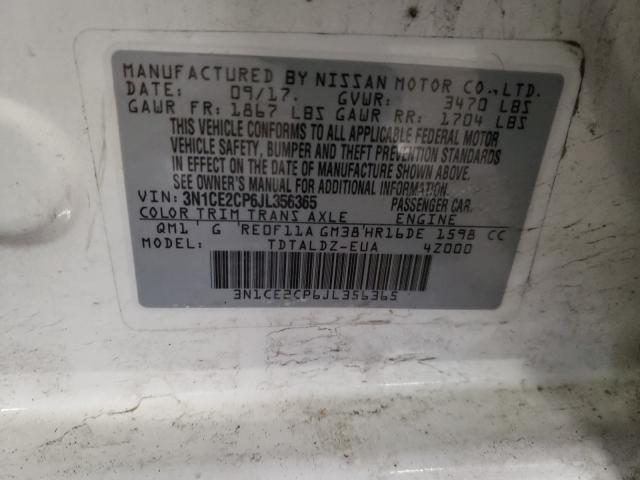 MANUFACTURED BY NISSAN MOTOR CO., LTD.
DATE: 09/17. GVWR: 3470 LBS
GAWR FR: 1867 LBS GAWR RR: 1704 LBS
THIS VEHICLE CONFORMS TO ALL APPLICABLE FEDERAL MOTOR
VEHICLE SAFETY, BUMPER AND THEFT PREVENTION STANDARDS
IN EFFECT ON THE DATE OF MANUFACTURE SHOWN ABOVE.
SEE OWNER'S MANUAL FOR ADDITIONAL INFORMATION.
VIN: 3N1CE2CP6JL356365 PASSENGER CAR.
COLOR TRIM TRANS AXLE ENGINE
QM1' G 'RE0F11A GM38'HR16DE 1598 CC
MODEL: TDTALDZ-EUA 4Z000
3N1CE2CP6JL356365